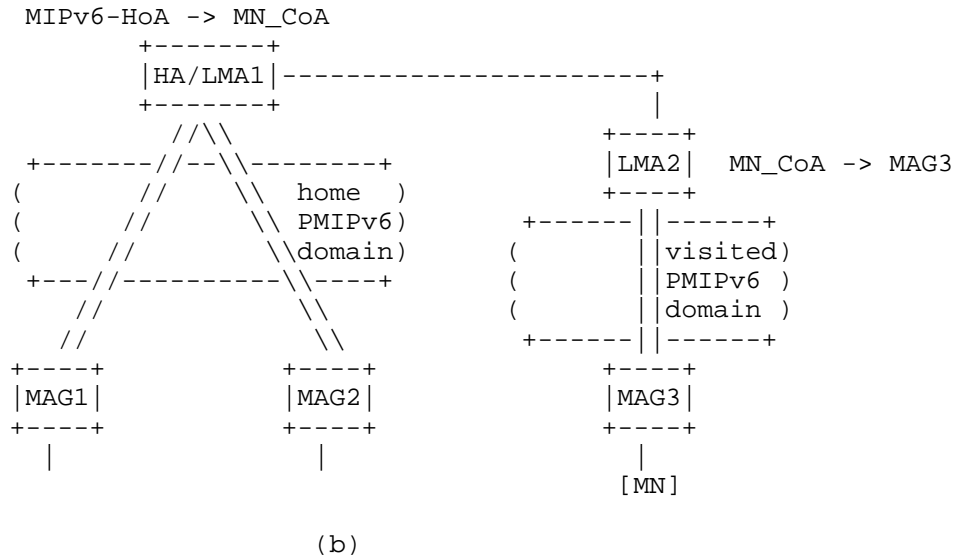 MIPv6-HoA -> MN_CoA
        +-------+
        |HA/LMA1|-----------------------+
        +-------+                       |
          //\\                       +----+
 +-------//--\\--------+             |LMA2|  MN_CoA -> MAG3
(       //    \\  home  )            +----+
(      //      \\ PMIPv6)       +------||------+
(     //        \\domain)      (       ||visited)
 +---//----------\\----+       (       ||PMIPv6 )
    //            \\           (       ||domain )
   //              \\           +------||------+
+----+           +----+              +----+
|MAG1|           |MAG2|              |MAG3|
+----+           +----+              +----+
  |                |                   |
                                      [MN]
(b)